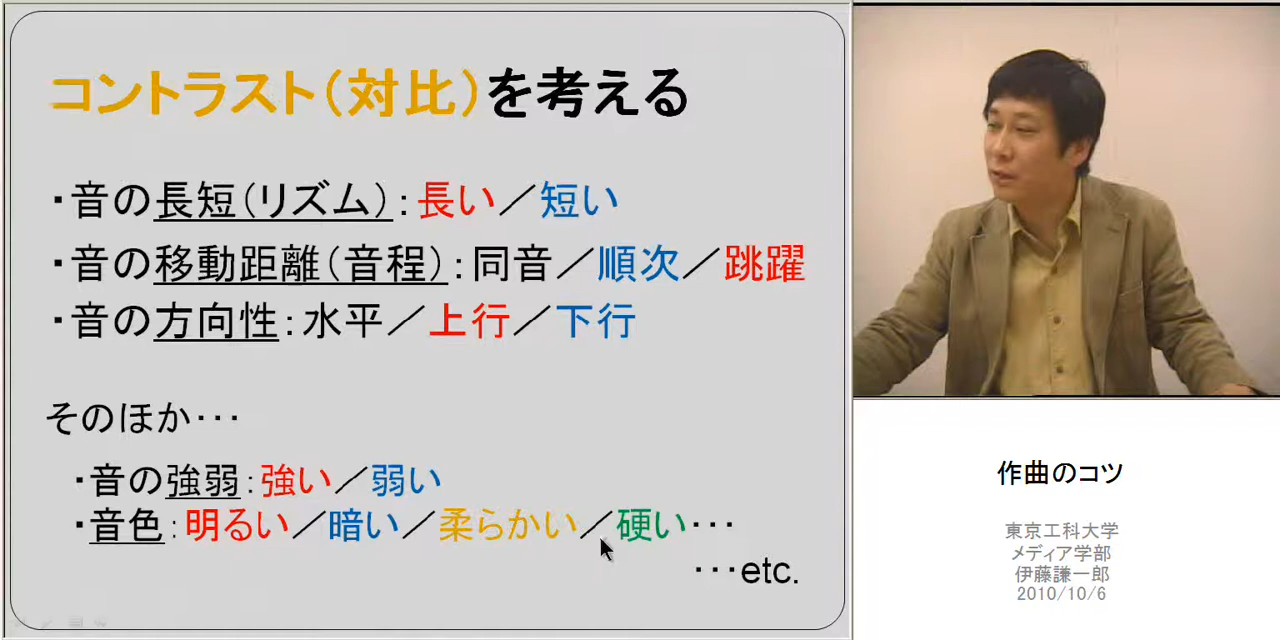 コントラスト(対比)を考える
・音の長短(リズム):長い／短い
・音の移動距離(音程):同音／順次／跳躍
・音の方向性:水平／上行／下行
そのほか･･･
・音の強弱:強い／弱い
・音色:明るい／暗い／柔らかい／硬い･･･
･･･etc.
作曲のコツ
東京工科大学
メディア学部
伊藤謙一郎
2010/10/6